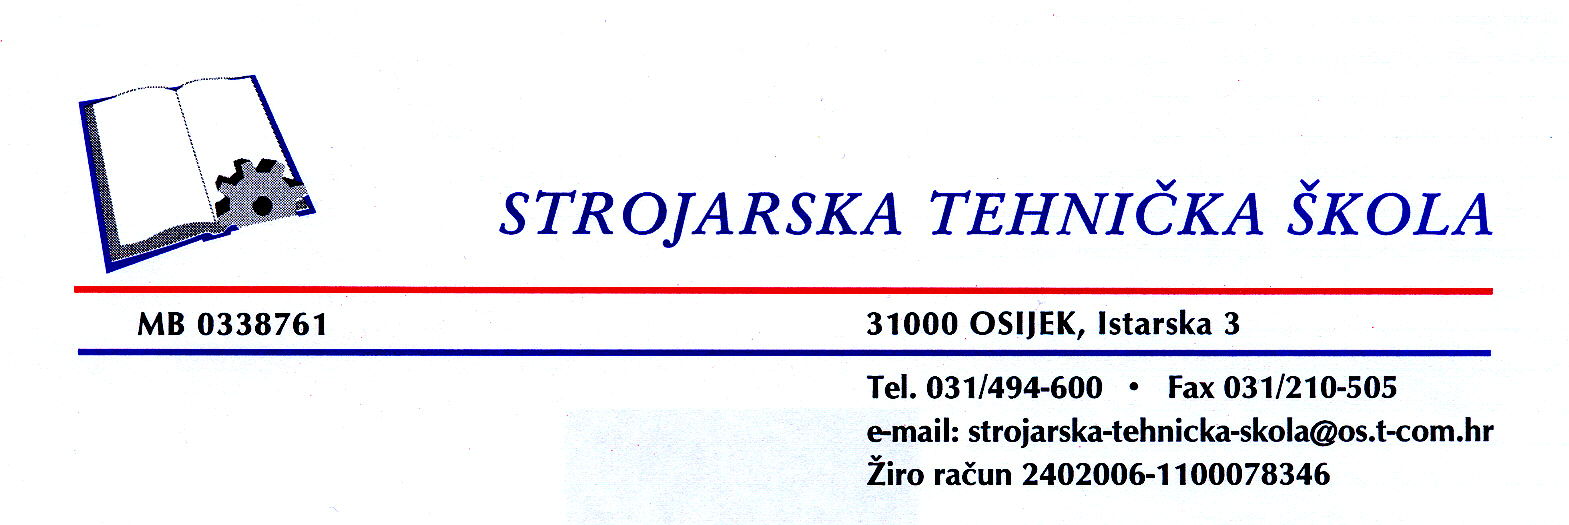 STROJARSKA TEHNIČKA ŠKOLA
MB 0338761 31000 OSIJEK, Istarska 3
Tel. 031/494-600 • Fax 031/210-505
e-mail: strojarska-tehnicka-skola@os.t-com.hr
Žiro račun 2402006-1100078346